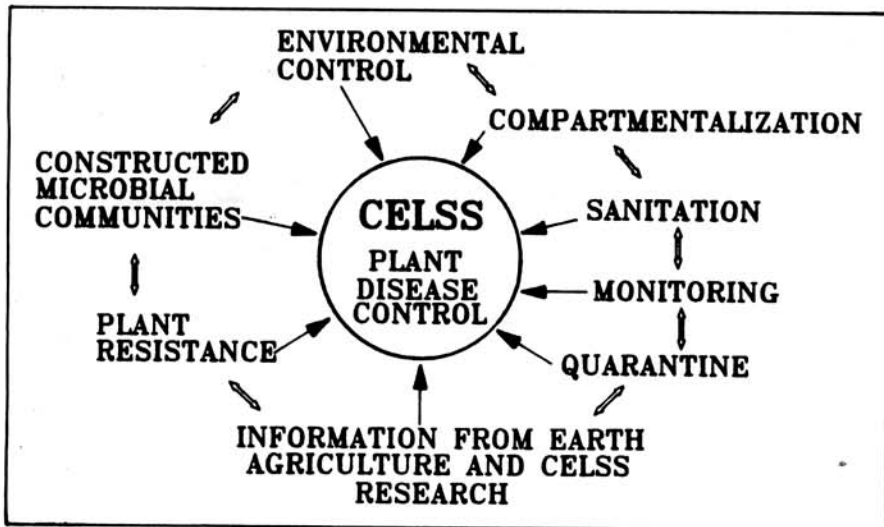 ENVIRONMENTAL
CONTROL
COMPARTMENTALIZATION
CONSTRUCTED
MICROBIAL
COMMUNITIES
SANITATION
CELSS
PLANT
DISEASE
CONTROL
MONITORING
PLANT
RESISTANCE
QUARANTINE
INFORMATION FROM EARTH
AGRICULTURE AND CELSS
RESEARCH